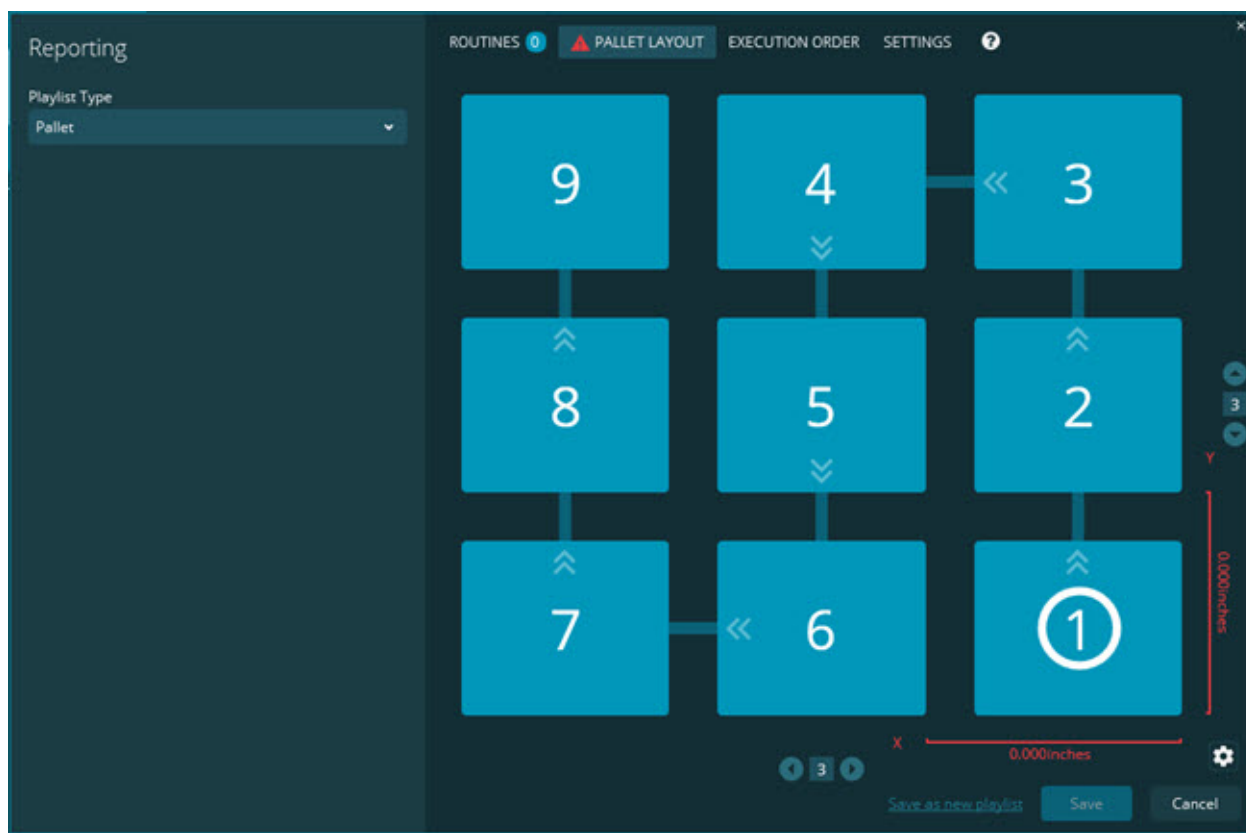 Reporting
Playlist Type
Pallet
ROUTINES 0 PALLET LAYOUT EXECUTION ORDER SETTINGS ?
9 4 3
8 5 2
3
Y
7 6 1
0.000inches
X
0.000inches
3
Save as new playlist Save Cancel